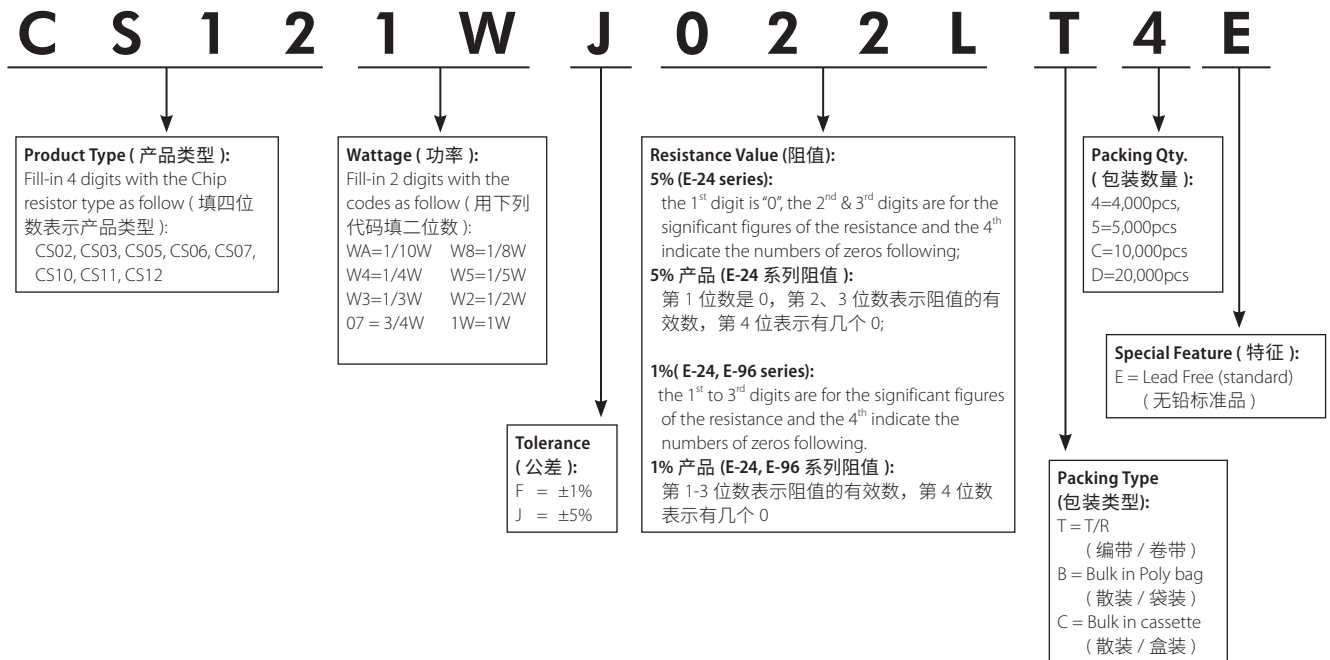 CS121WJ022LT4E
Product Type ( 产品类型 ):
Fill-in 4 digits with the Chip
resistor type as follow ( 填四位
数表示产品类型 ):
CS02, CS03, CS05, CS06, CS07,
CS10, CS11, CS12
Wattage ( 功率 ):
Fill-in 2 digits with the
codes as follow ( 用下列
代码填二位数 ):
WA=1/10W W8=1/8W
W4=1/4W W5=1/5W
W3=1/3W W2=1/2W
07 = 3/4W 1W=1W
Tolerance
( 公差 ):
F = ±1%
J = ±5%
Resistance Value (阻值):
5% (E-24 series):
the 1st digit is "0", the 2nd & 3rd digits are for the
significant figures of the resistance and the 4th
indicate the numbers of zeros following;
5% 产品 (E-24 系列阻值 ):
第 1 位数是 0，第 2、3 位数表示阻值的有
效数，第 4 位表示有几个 0;
1%( E-24, E-96 series):
the 1st to 3rd digits are for the significant figures
of the resistance and the 4th indicate the
numbers of zeros following.
1% 产品 (E-24, E-96 系列阻值 ):
第 1-3 位数表示阻值的有效数，第 4 位数
表示有几个 0
Packing Type
(包装类型):
T = T/R
( 编带 / 卷带 )
B = Bulk in Poly bag
( 散装 / 袋装 )
C = Bulk in cassette
( 散装 / 盒装 )
Packing Qty.
( 包装数量 ):
4=4,000pcs,
5=5,000pcs
C=10,000pcs
D=20,000pcs
Special Feature ( 特征 ):
E = Lead Free (standard)
( 无铅标准品 )